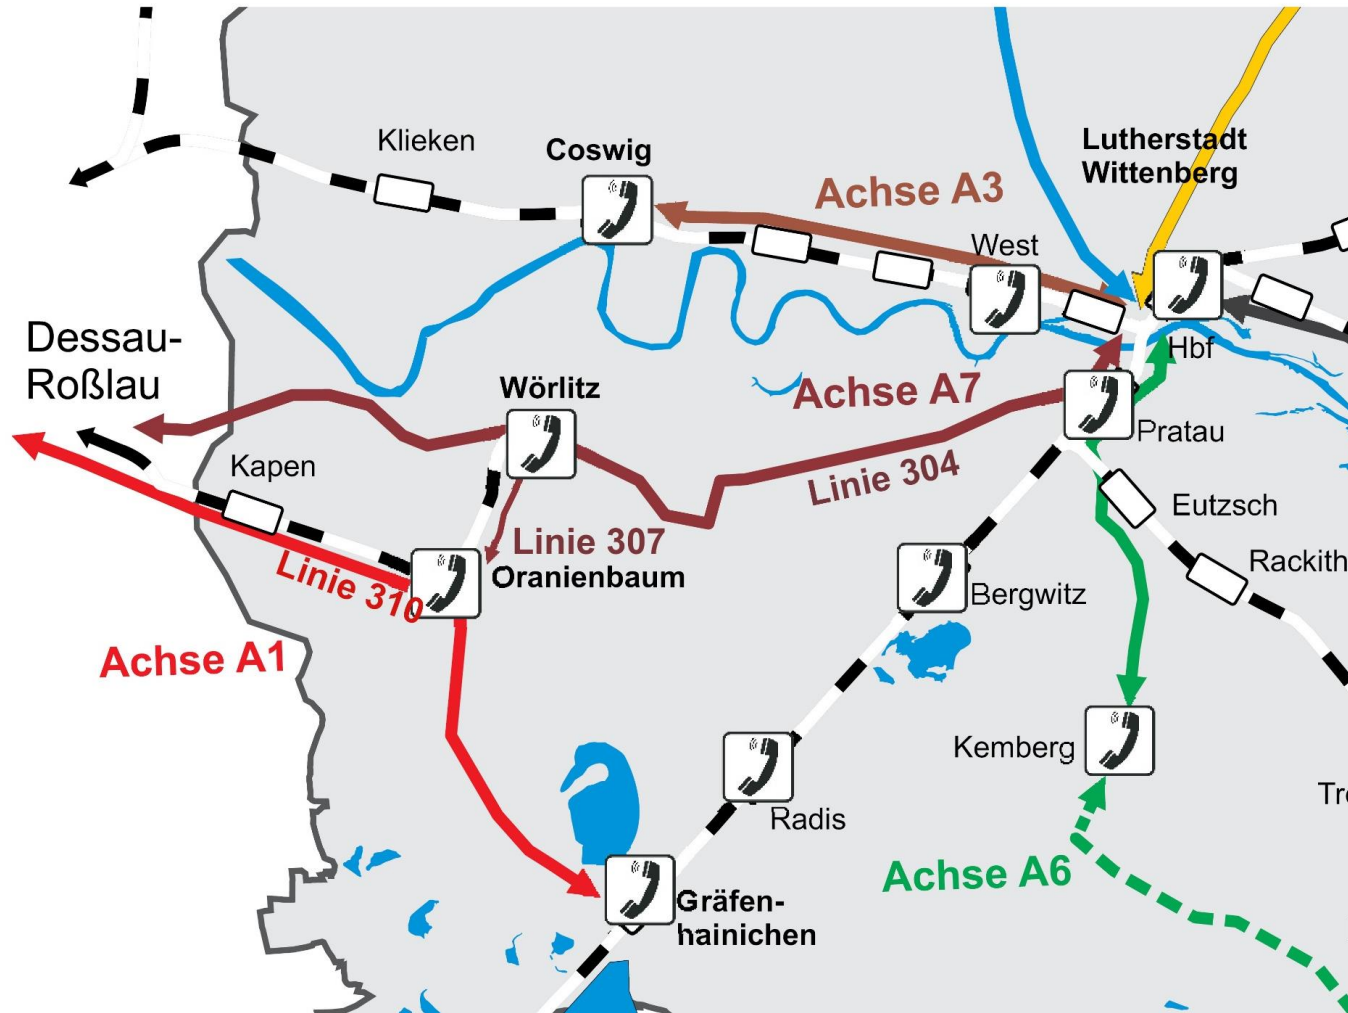 Klieken
Coswig
Lutherstadt
Wittenberg
Achse A3
West
Dessau-
Roßlau
Hbf
Wörlitz
Achse A7
Pratau
Kapen
Linie 304
Eutzsch
Linie 307
Oranienbaum
Linie 310
Rackith
Bergwitz
Achse A1
Kemberg
Radis
Tre
Achse A6
Gräfen-
hainichen